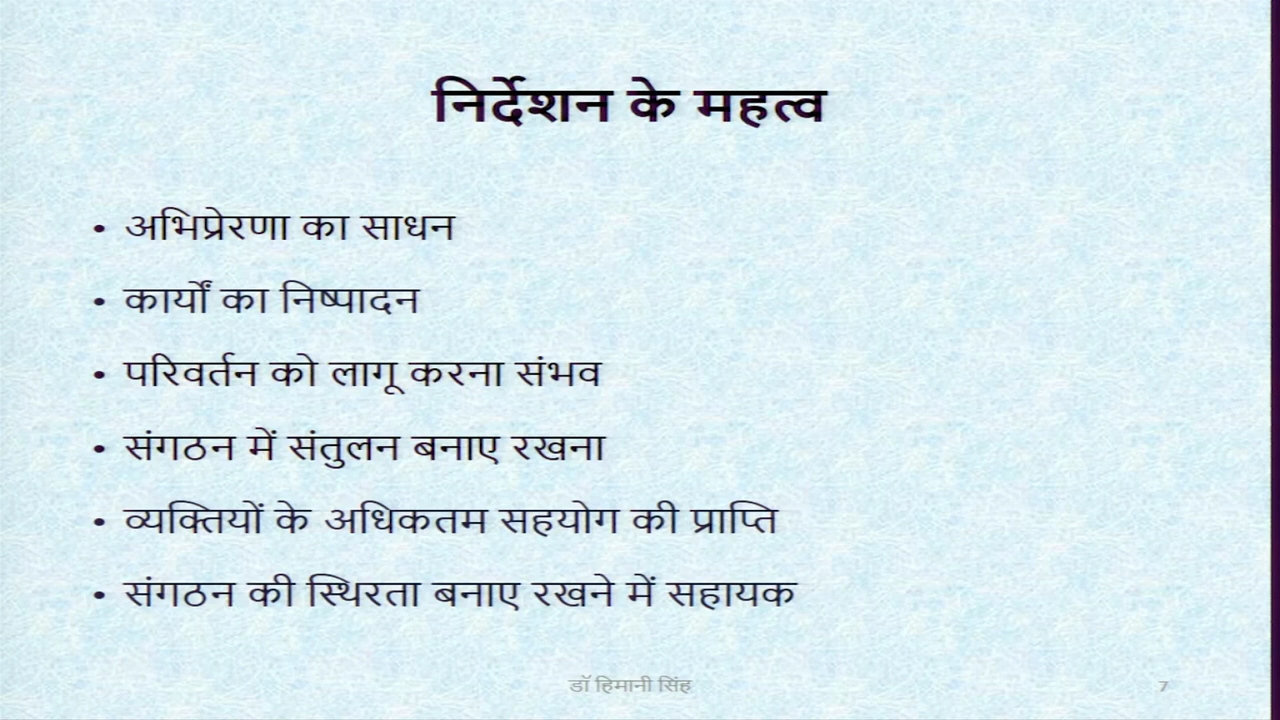 निर्देशन के महत्व
• अभिप्रेरणा का साधन
• कार्यों का निष्पादन
• परिवर्तन को लागू करना संभव
• संगठन में संतुलन बनाए रखना
• व्यक्तियों के अधिकतम सहयोग की प्राप्ति
• संगठन की स्थिरता बनाए रखने में सहायक
डॉ हिमानी सिंह 7